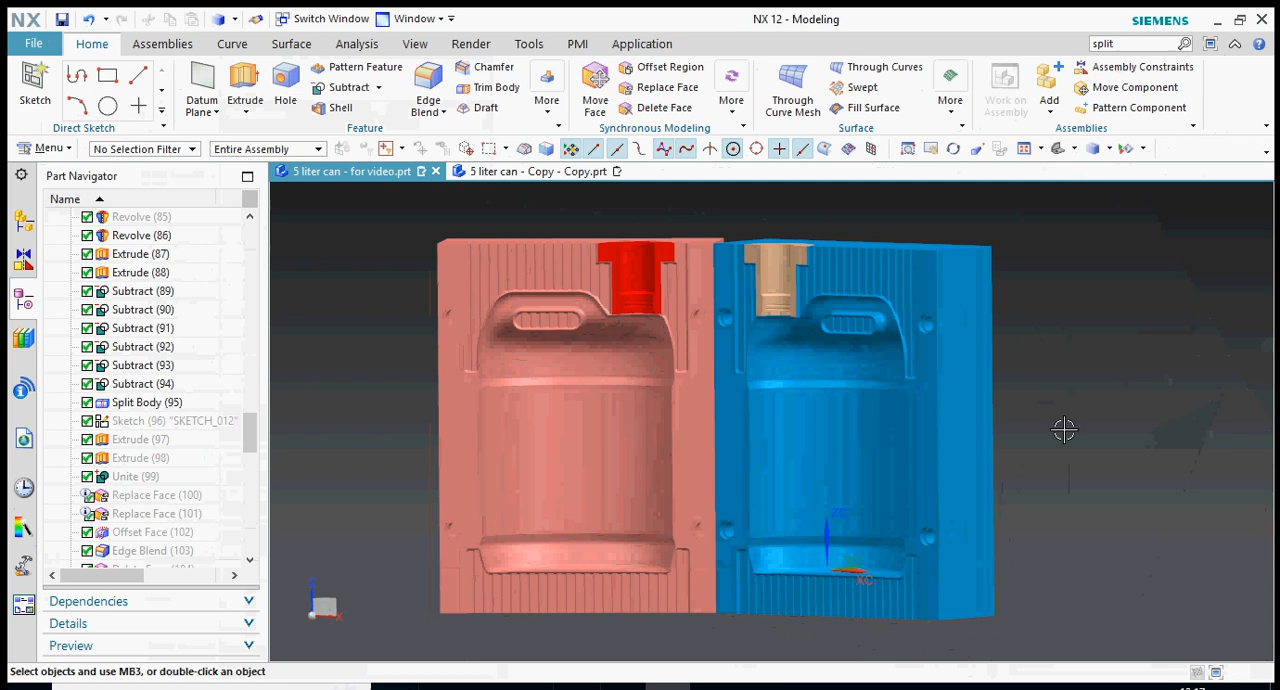 NX Switch Window Window NX 12 - Modeling SIEMENS
File Home Assemblies Curve Surface Analysis View Render Tools PMI Application split
Sketch
Direct Sketch
Datum Plane Extrude Hole
Pattern Feature
Subtract
Shell
Edge Blend
Chamfer
Trim Body
Draft
More
Feature
Move Face
Offset Region
Replace Face
Delete Face
More
Synchronous Modeling
Through Curve Mesh
Through Curves
Swept
Fill Surface
More
Surface
Work on Assembly
Add
Assembly Constraints
Move Component
Pattern Component
Assemblies
Menu No Selection Filter Entire Assembly
Part Navigator
5 liter can - for video.prt 5 liter can - Copy - Copy.prt
Name
Revolve (85)
Revolve (86)
Extrude (87)
Extrude (88)
Subtract (89)
Subtract (90)
Subtract (91)
Subtract (92)
Subtract (93)
Subtract (94)
Split Body (95)
Sketch (96) "SKETCH_012"
Extrude (97)
Extrude (98)
Unite (99)
Replace Face (100)
Replace Face (101)
Offset Face (102)
Edge Blend (103)
Dependencies
Details
Preview
ZC
XC
Z
X
Select objects and use MB3, or double-click an object